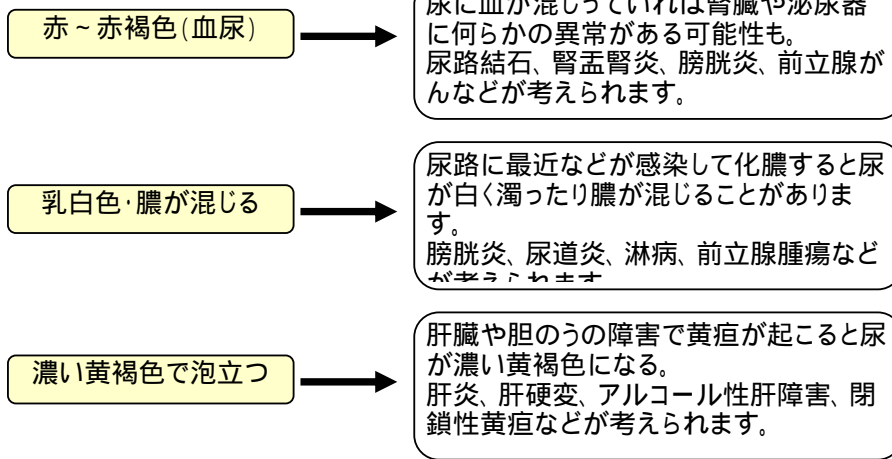 赤~赤褐色(血尿)
尿に血が混じっていれば腎臓や泌尿器
に何らかの異常がある可能性も。
尿路結石、腎盂腎炎、膀胱炎、前立腺が
んなどが考えられます。
乳白色・膿が混じる
尿路に最近などが感染して化膿すると尿
が白く濁ったり膿が混じることがありま
す。
膀胱炎、尿道炎、淋病、前立腺腫瘍など
が考えられます
濃い黄褐色で泡立つ
肝臓や胆のうの障害で黄疸が起こると尿
が濃い黄褐色になる。
肝炎、肝硬変、アルコール性肝障害、閉
鎖性黄疸などが考えられます。